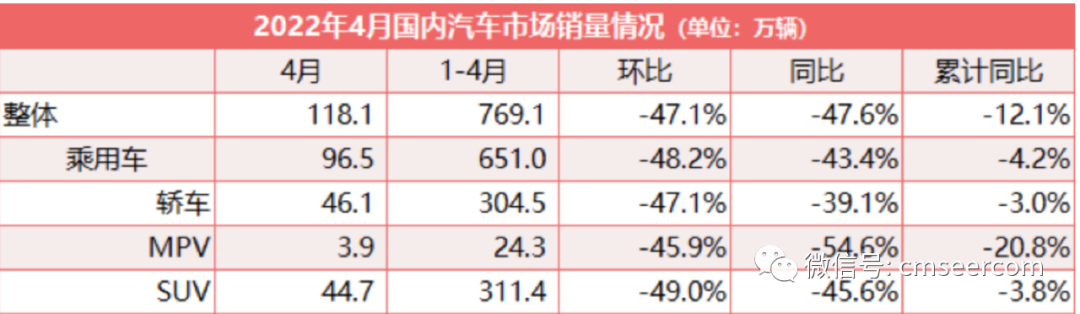 2022年4月国内汽车市场销量情况（单位：万辆）
4月 1-4月 环比 同比 累计同比
整体 118.1 769.1 -47.1% -47.6% -12.1%
乘用车 96.5 651.0 -48.2% -43.4% -4.2%
轿车 46.1 304.5 -47.1% -39.1% -3.0%
MPV 3.9 24.3 -45.9% -54.6% -20.8%
微信号: cmseercom
SUV 44.7 311.4 -49.0% -45.6% -3.8%